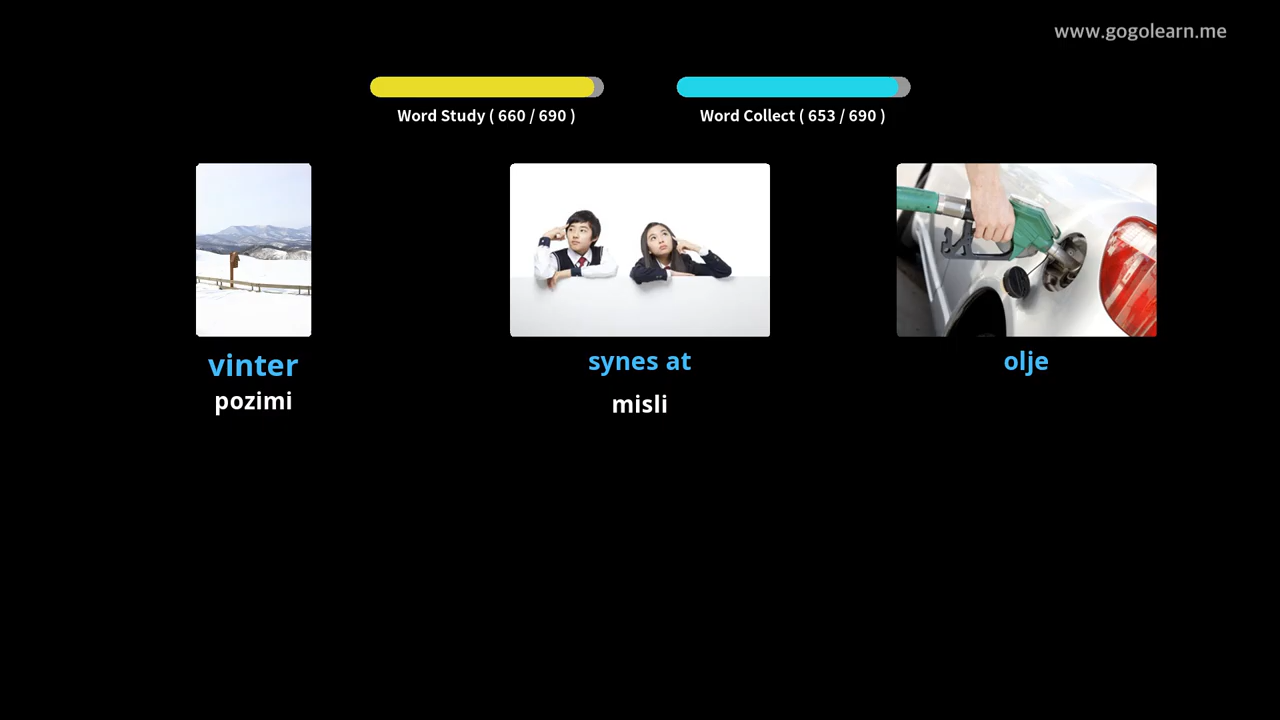 www.gogolearn.me
Word Study ( 660 / 690 )
Word Collect ( 653 / 690 )
vinter
pozimi
synes at
misli
olje